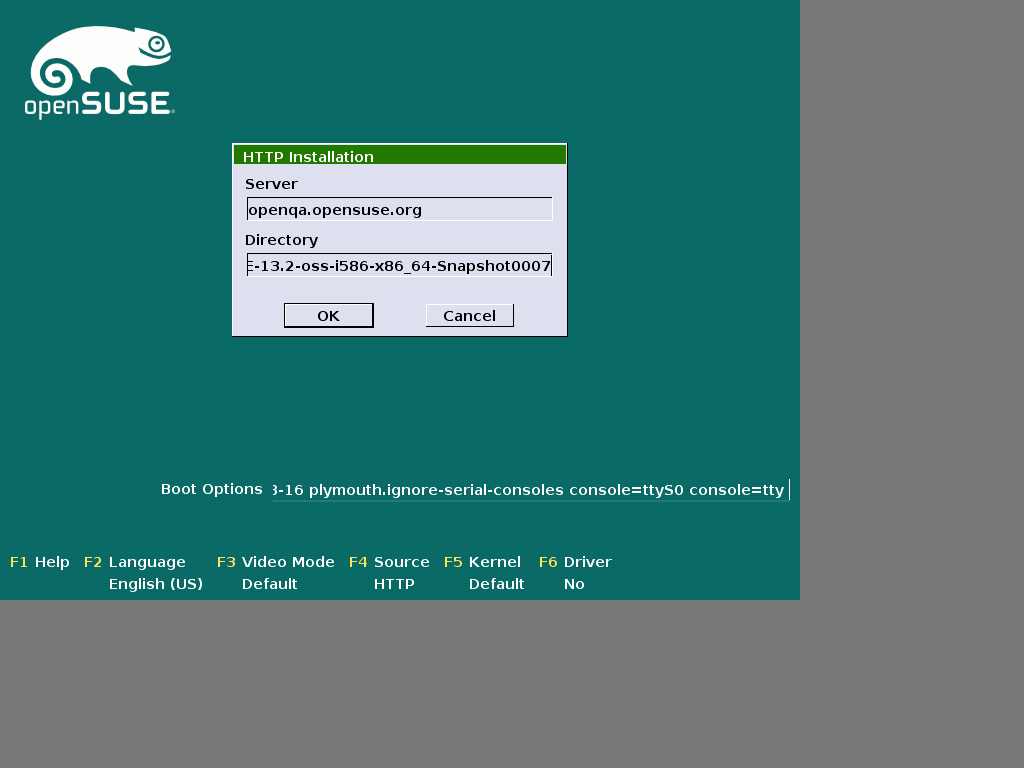 openSUSE
HTTP Installation
Server
openqa.opensuse.org
Directory
-13.2-oss-i586-x86_64-Snapshot0007
OK Cancel
Boot Options -16 plymouth.ignore-serial-consoles console=ttyS0 console=tty
F1 Help F2 Language F3 Video Mode F4 Source F5 Kernel F6 Driver
English (US) Default HTTP Default No